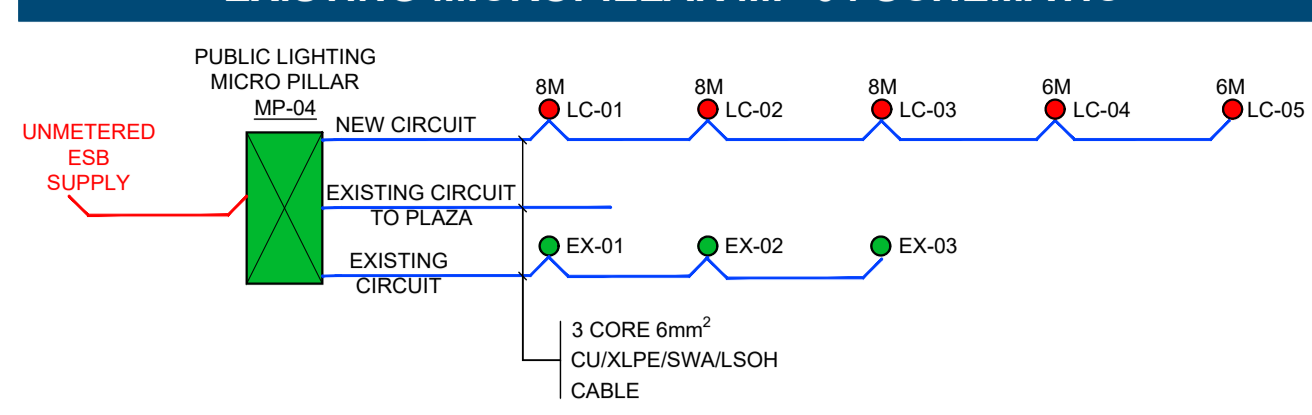 PUBLIC LIGHTING
MICRO PILLAR
MP-04
UNMETERED
ESB
SUPPLY
NEW CIRCUIT
EXISTING CIRCUIT
TO PLAZA
EXISTING
CIRCUIT
8M
LC-01
8M
LC-02
8M
LC-03
6M
LC-04
6M
LC-05
EX-01
EX-02
EX-03
3 CORE 6mm²
CU/XLPE/SWA/LSOH
CABLE